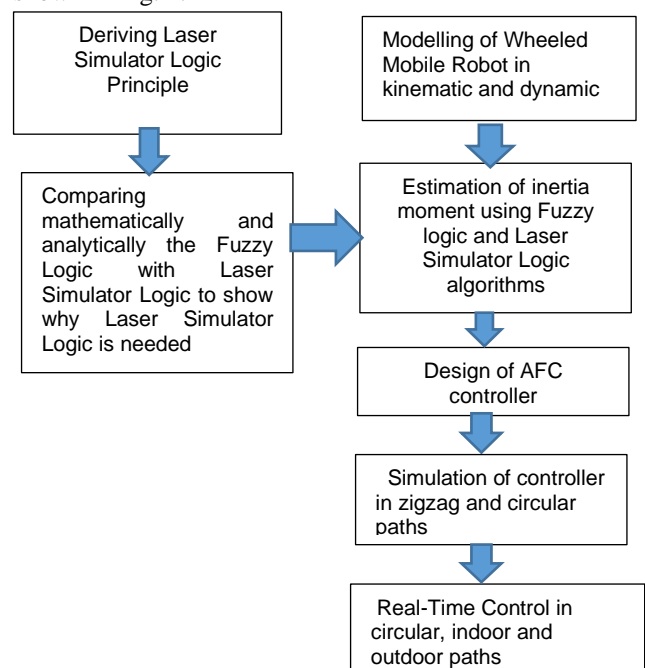 Deriving Laser
Simulator Logic
Principle
Comparing
mathematically and
analytically the Fuzzy
Logic with Laser
Simulator Logic to show
why Laser Simulator
Logic is needed
Modelling of Wheeled
Mobile Robot in
kinematic and dynamic
Estimation of inertia
moment using Fuzzy
logic and Laser
Simulator Logic
algorithms
Design of AFC
controller
Simulation of controller
in zigzag and circular
paths
Real-Time Control in
circular, indoor and
outdoor paths